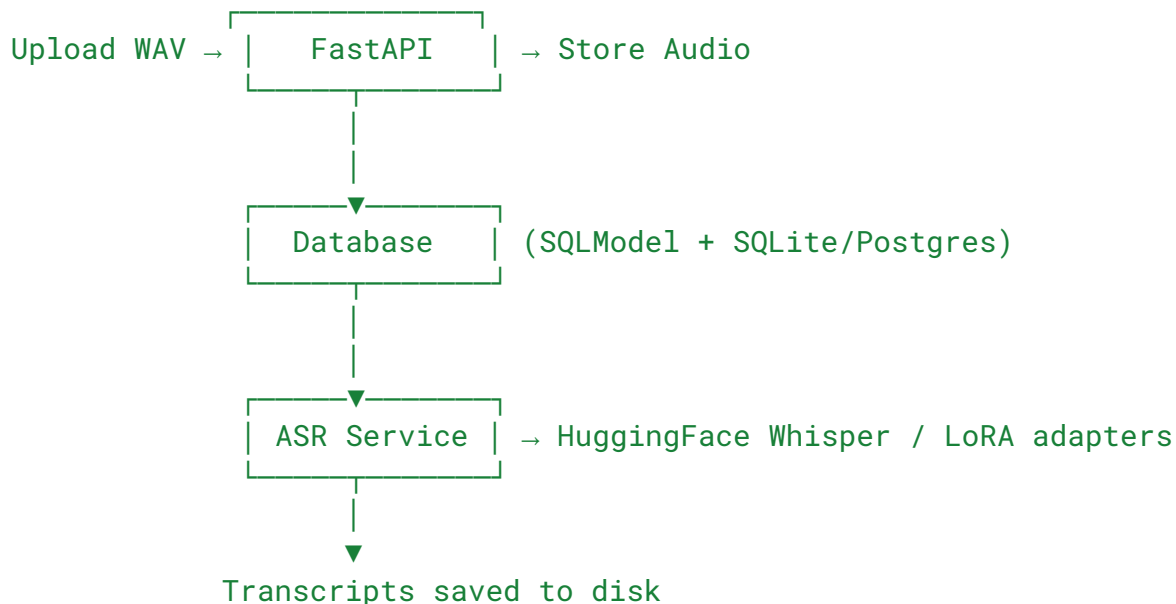 Upload WAV → FastAPI → Store Audio
Database (SQLModel + SQLite/Postgres)
ASR Service → HuggingFace Whisper / LoRA adapters
Transcripts saved to disk